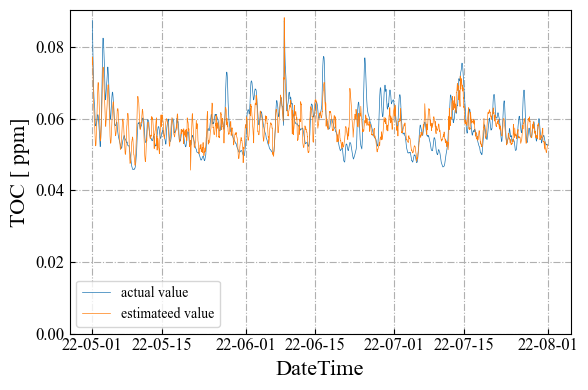 0.08
0.06
0.04
0.02
0.00
TOC [ ppm]
actual value
estimateed value
22-05-01 22-05-15 22-06-01 22-06-15 22-07-01 22-07-15 22-08-01
DateTime